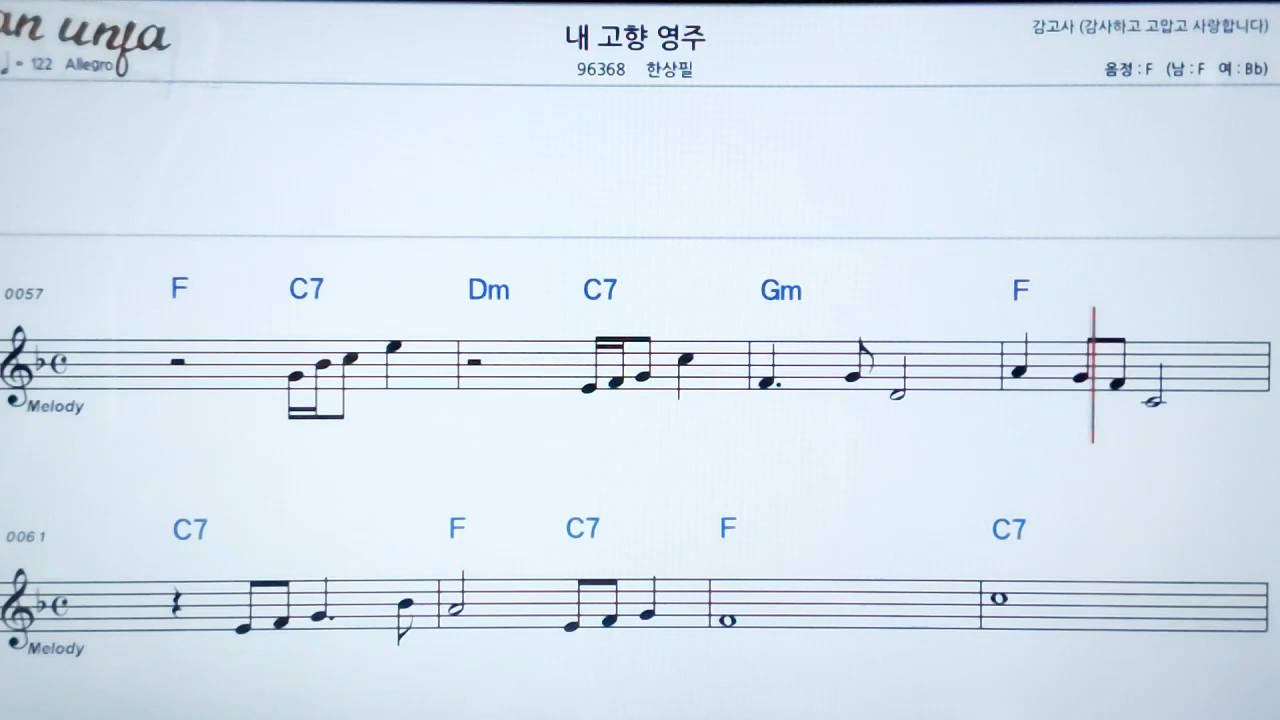 an unfa
♩ = 122 Allegro
내 고향 영주
96368 한상필
감고사 (감사하고 고맙고 사랑합니다)
음정 : F (남 : F 여 : Bb)
0057 F C7 Dm C7 Gm F
Melody
0061 C7 F C7 F C7
Melody